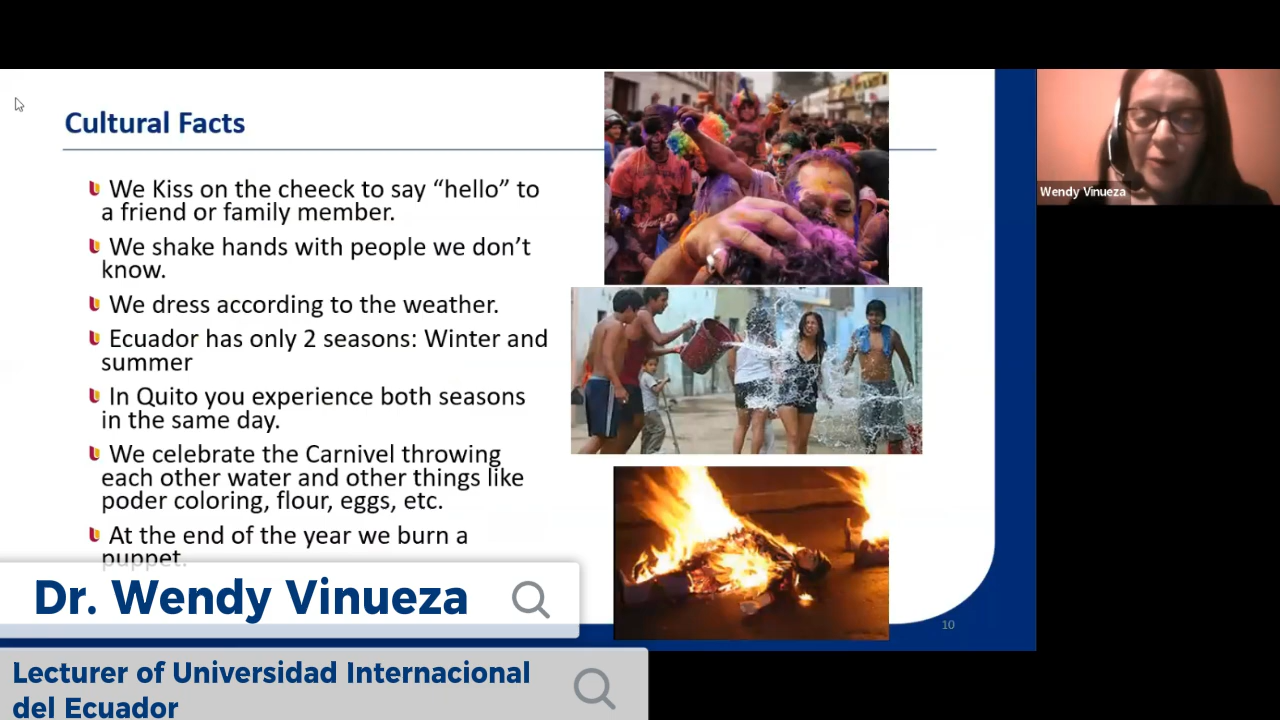 Cultural Facts
We Kiss on the cheeck to say “hello” to
a friend or family member.
We shake hands with people we don’t
know.
We dress according to the weather.
Ecuador has only 2 seasons: Winter and
summer
In Quito you experience both seasons
in the same day.
We celebrate the Carnivel throwing
each other water and other things like
poder coloring, flour, eggs, etc.
At the end of the year we burn a
puppet.
10
Wendy Vinueza
Dr. Wendy Vinueza
Lecturer of Universidad Internacional
del Ecuador